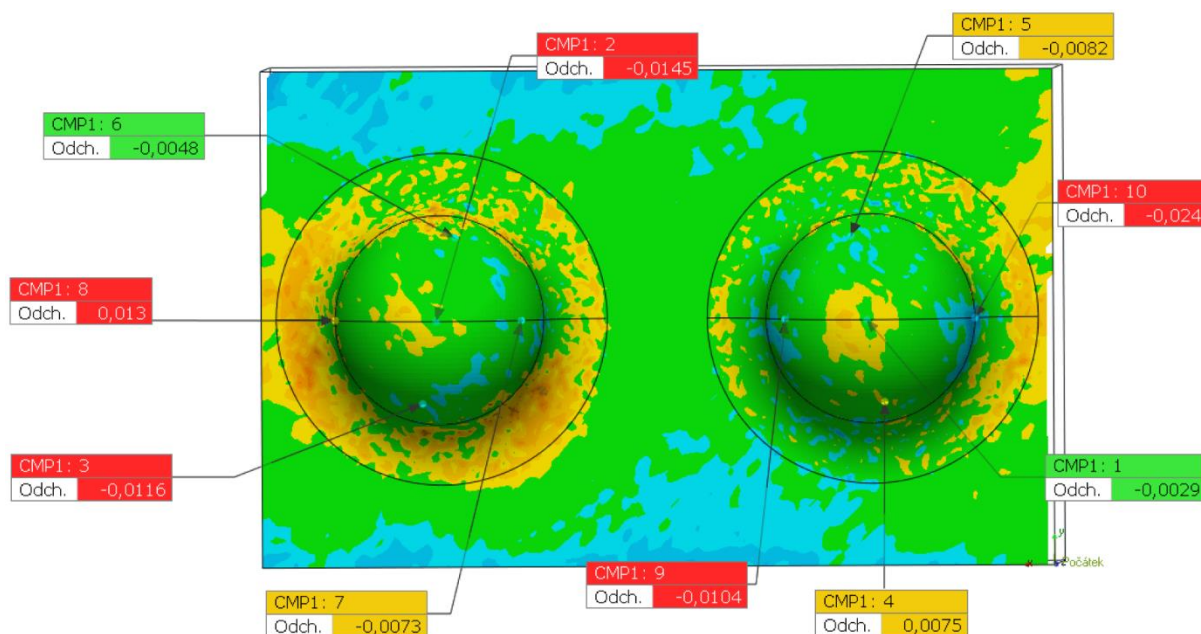 CMP1: 5
Odch. -0,0082
CMP1: 2
Odch. -0,0145
CMP1: 6
Odch. -0,0048
CMP1: 10
Odch. -0,024
CMP1: 8
Odch. 0,013
CMP1: 3
Odch. -0,0116
CMP1: 1
Odch. -0,0029
y
x
Počátek
CMP1: 9
Odch. -0,0104
CMP1: 7
Odch. -0,0073
CMP1: 4
Odch. 0,0075